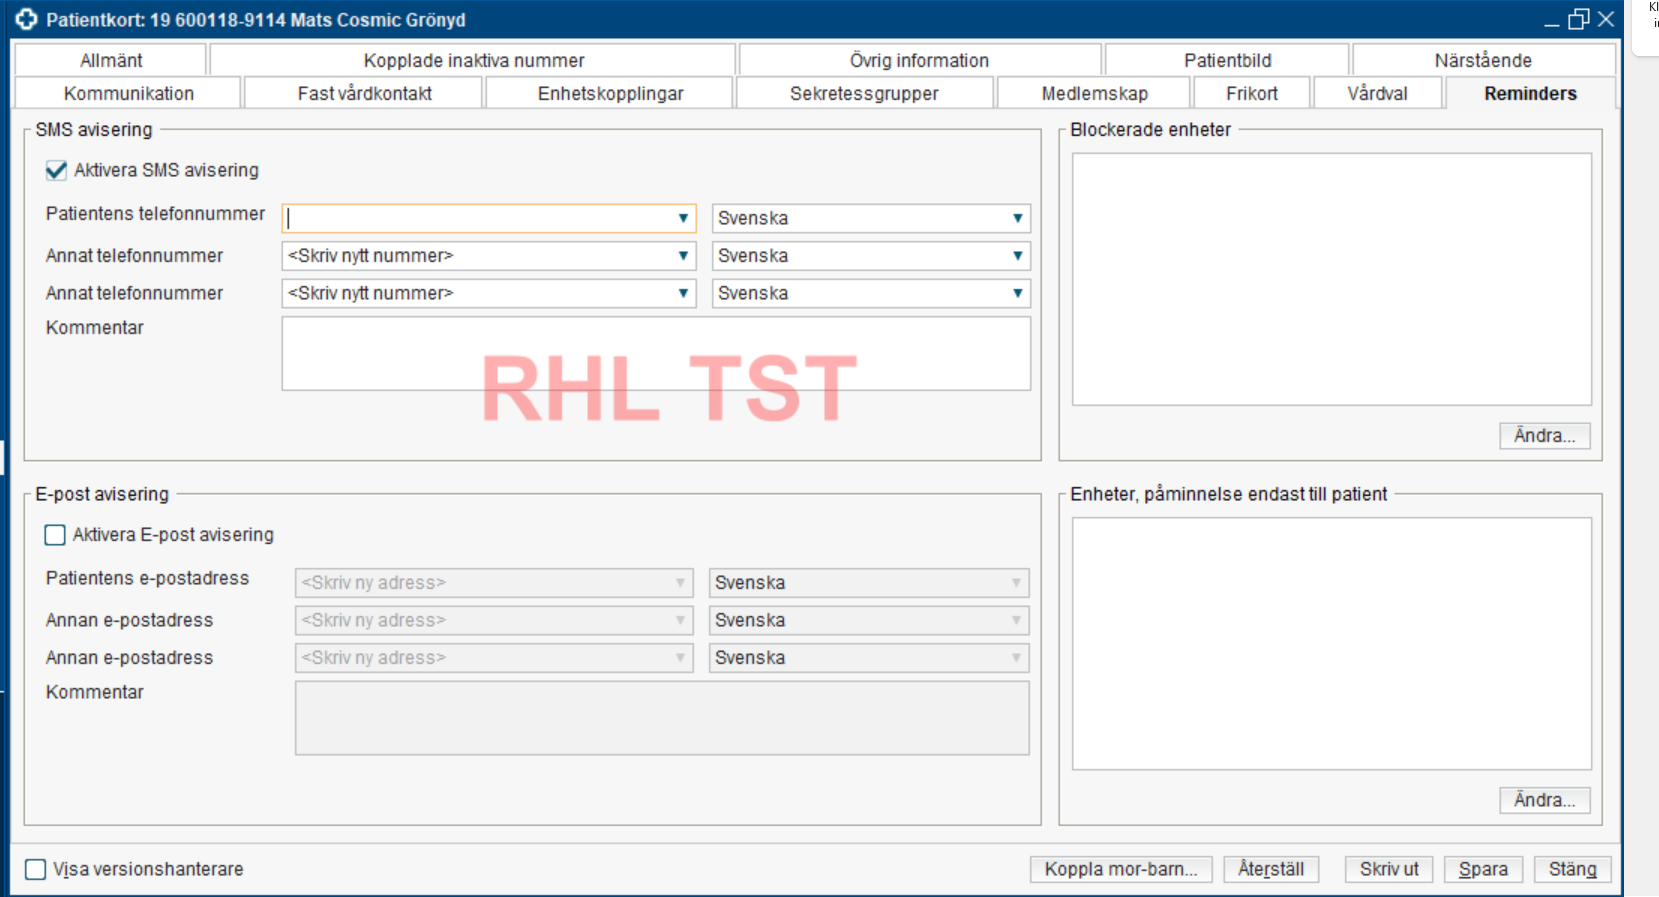 Patientkort: 19 600118-9114 Mats Cosmic Grönyd
Allmänt Kopplade inaktiva nummer Övrig information Patientbild Närstående
Kommunikation Fast vårdkontakt Enhetskopplingar Sekretessgrupper Medlemskap Frikort Vårdval Reminders
SMS avisering
Aktivera SMS avisering
Patientens telefonnummer Svenska
Annat telefonnummer <Skriv nytt nummer> Svenska
Annat telefonnummer <Skriv nytt nummer> Svenska
Kommentar
RHL TST
Blockerade enheter
Ändra...
E-post avisering
Aktivera E-post avisering
Patientens e-postadress <Skriv ny adress> Svenska
Annan e-postadress <Skriv ny adress> Svenska
Annan e-postadress <Skriv ny adress> Svenska
Kommentar
Enheter, påminnelse endast till patient
Ändra...
Visa versionshanterare Koppla mor-barn... Återställ Skriv ut Spara Stäng